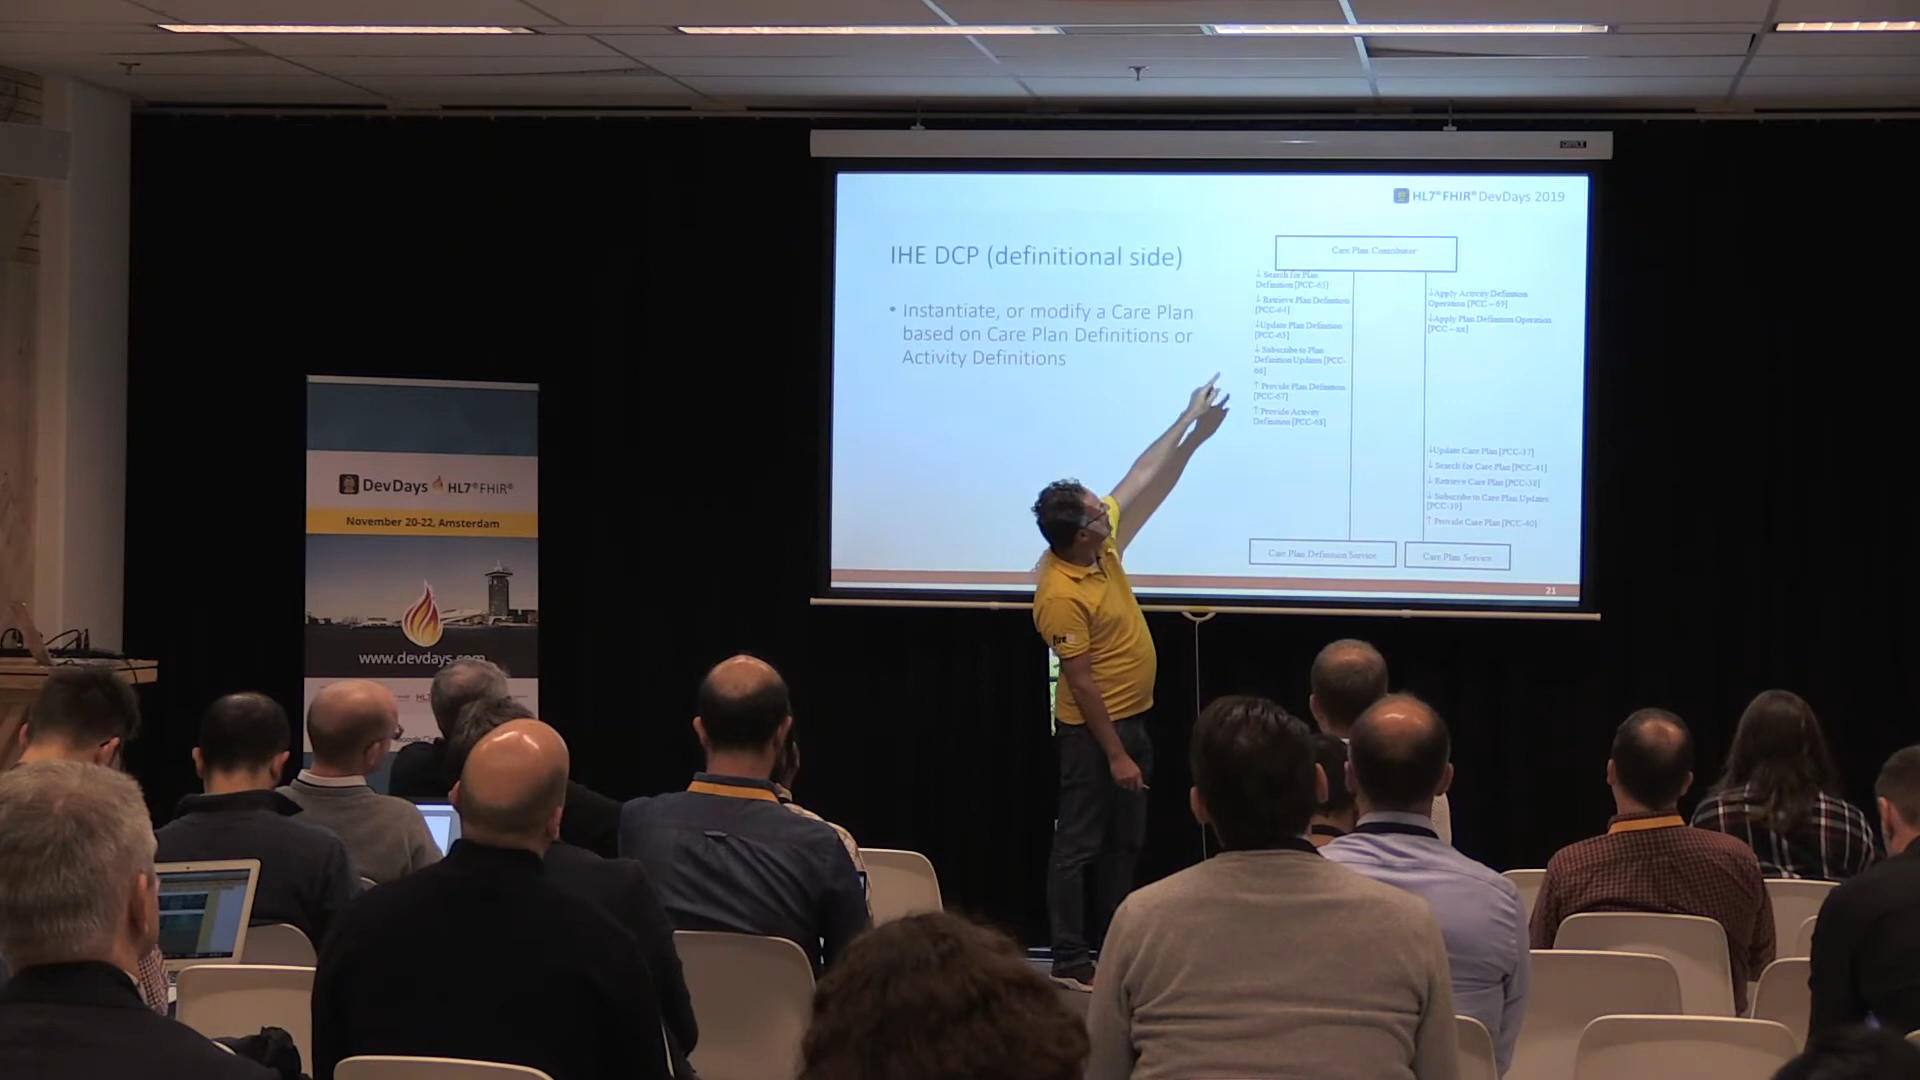 HL7® FHIR® DevDays 2019
IHE DCP (definitional side)
• Instantiate, or modify a Care Plan
based on Care Plan Definitions or
Activity Definitions
Care Plan Contributor
↓ Search for Plan
Definition [PCC-63]
↓ Retrieve Plan Definition
[PCC-64]
↓Update Plan Definition
[PCC-65]
↓ Subscribe to Plan
Definition Updates [PCC-
66]
↑ Provide Plan Definition
[PCC-67]
↑ Provide Activity
Definition [PCC-68]
↓Apply Activity Definition
Operation [PCC – 69]
↓Apply Plan Definition Operation
[PCC – xx]
↓Update Care Plan [PCC-37]
↓ Search for Care Plan [PCC-41]
↓ Retrieve Care Plan [PCC-38]
↓ Subscribe to Care Plan Updates
[PCC-39]
↑ Provide Care Plan [PCC-40]
Care Plan Definition Service
Care Plan Service
21
DevDays HL7® FHIR®
November 20-22, Amsterdam
www.devdays.com
fire